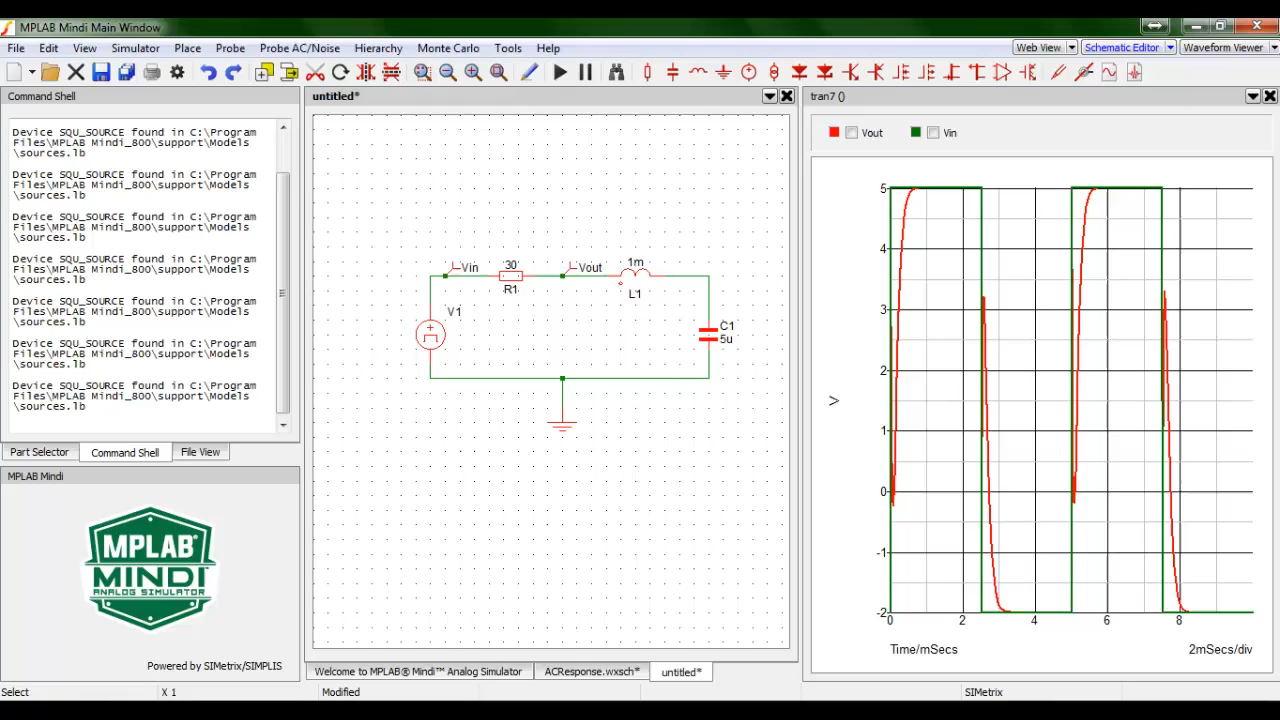 MPLAB Mindi Main Window
File Edit View Simulator Place Probe Probe AC/Noise Hierarchy Monte Carlo Tools Help Web View Schematic Editor Waveform Viewer
Command Shell
Device SQU_SOURCE found in C:\Program
Files\MPLAB Mindi_800\support\Models
\sources.lb
Device SQU_SOURCE found in C:\Program
Files\MPLAB Mindi_800\support\Models
\sources.lb
Device SQU_SOURCE found in C:\Program
Files\MPLAB Mindi_800\support\Models
\sources.lb
Device SQU_SOURCE found in C:\Program
Files\MPLAB Mindi_800\support\Models
\sources.lb
Device SQU_SOURCE found in C:\Program
Files\MPLAB Mindi_800\support\Models
\sources.lb
Device SQU_SOURCE found in C:\Program
Files\MPLAB Mindi_800\support\Models
\sources.lb
Device SQU_SOURCE found in C:\Program
Files\MPLAB Mindi_800\support\Models
\sources.lb
Part Selector Command Shell File View
MPLAB Mindi
MPLAB®
MINDI™
ANALOG SIMULATOR
Powered by SIMetrix/SIMPLIS
untitled*
Vin 30 Vout 1m
R1 L1
V1
C1
5u
Welcome to MPLAB® Mindi™ Analog Simulator ACResponse.wxsch* untitled*
tran7 ()
Vout Vin
5
4
3
2
V
1
0
-1
-2
0 2 4 6 8
Time/mSecs 2mSecs/div
Select X 1 Modified SIMetrix